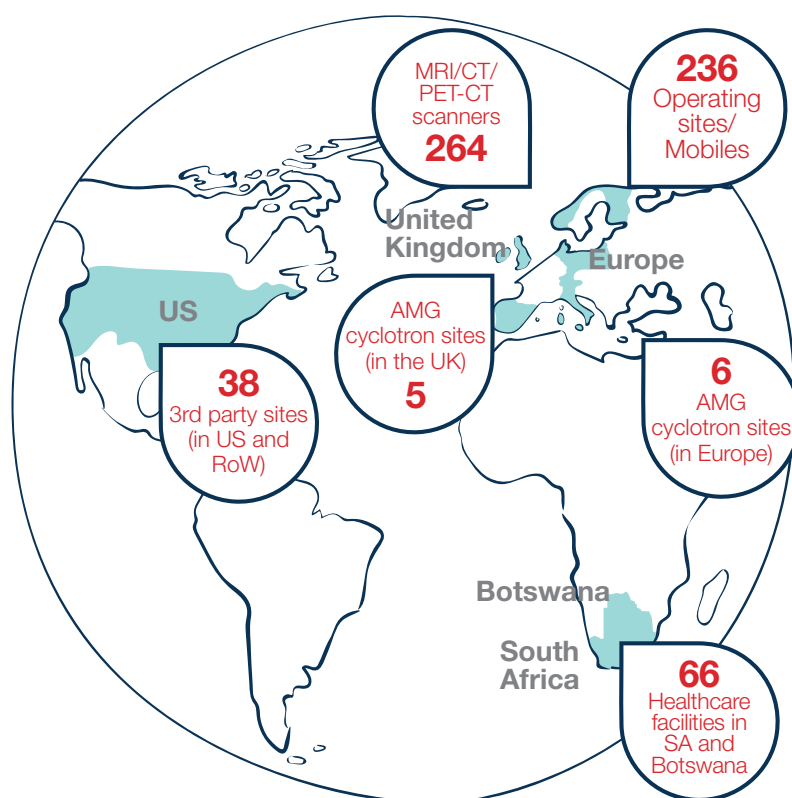 MRI/CT/
PET-CT
scanners
264
236
Operating
sites/
Mobiles
United
Kingdom
Europe
US
AMG
cyclotron sites
(in the UK)
5
38
3rd party sites
(in US and
RoW)
6
AMG
cyclotron sites
(in Europe)
Botswana
South
Africa
66
Healthcare
facilities in
SA and
Botswana